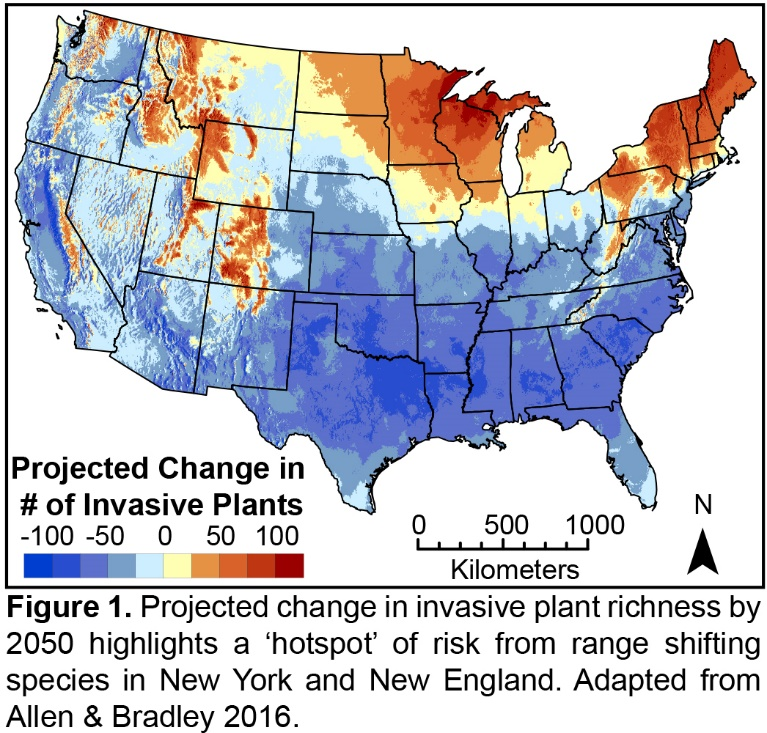 Projected Change in
# of Invasive Plants
-100 -50 0 50 100
0 500 1000
Kilometers
N
Figure 1. Projected change in invasive plant richness by
2050 highlights a ‘hotspot’ of risk from range shifting
species in New York and New England. Adapted from
Allen & Bradley 2016.